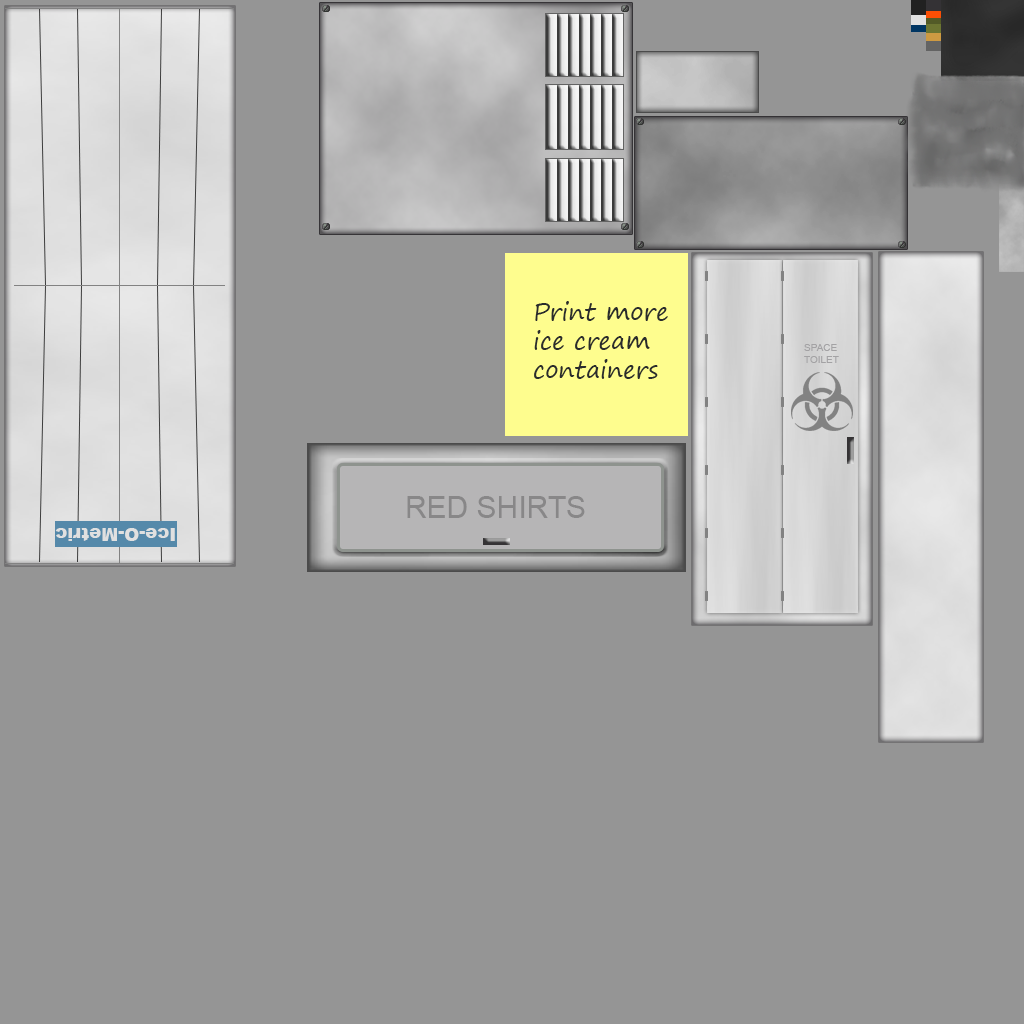 Print more
ice cream
containers
SPACE
TOILET
RED SHIRTS
Ice-O-Metric